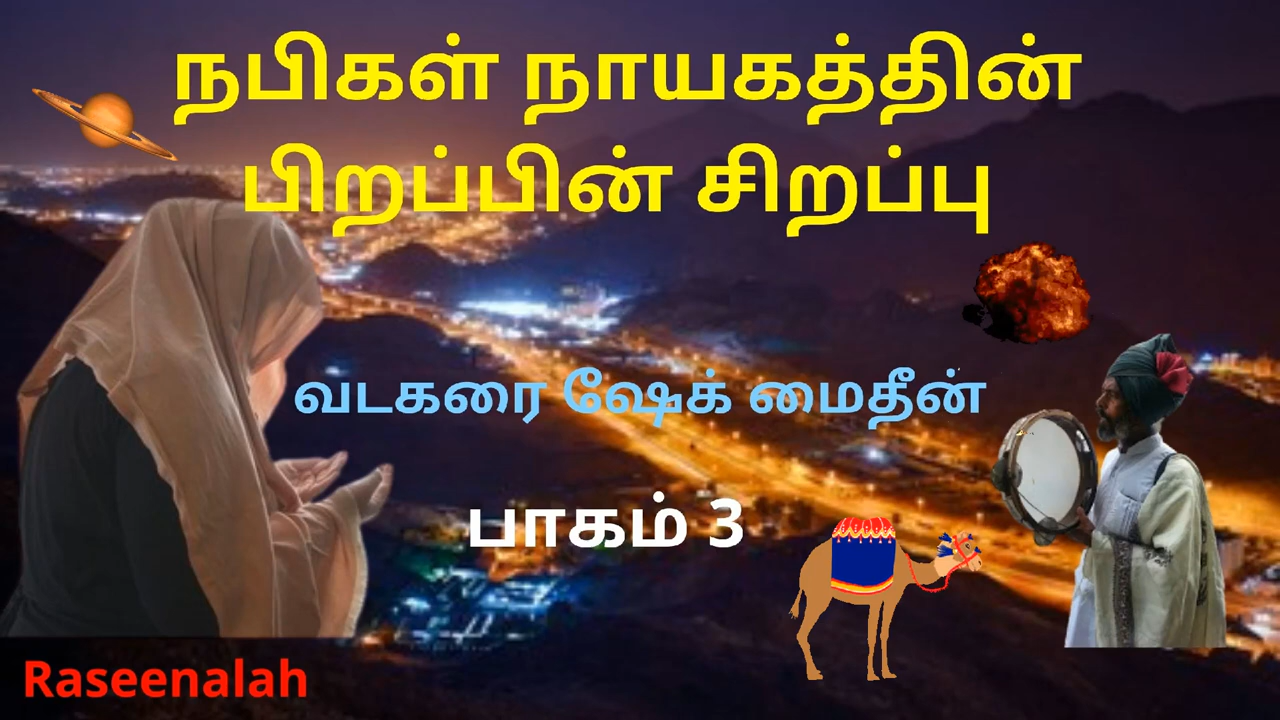 நபிகள் நாயகத்தின்
பிறப்பின் சிறப்பு
வடகரை ஷேக் மைதீன்
பாகம் 3
Raseenalah